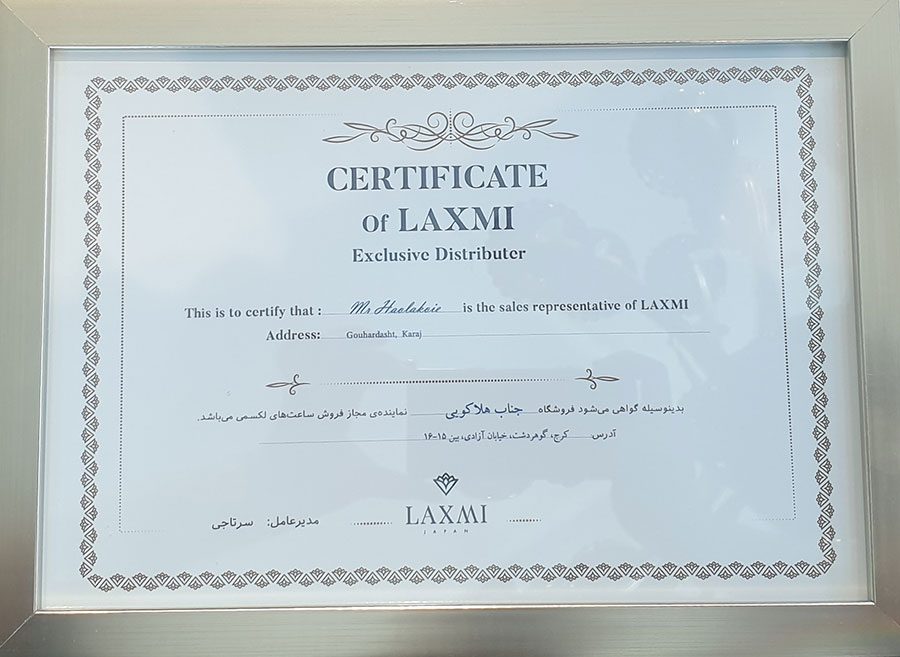 CERTIFICATE
of LAXMI
Exclusive Distributer
This is to certify that : Mr Haolakoie is the sales representative of LAXMI
Address: Gouhardasht, Karaj
بدینوسیله گواهی می‌شود فروشگاه جناب هلاکویی نماینده‌ی مجاز فروش ساعت‌های لکسمی می‌باشد.
آدرس کرج، گوهردشت، خیابان آزادی، بین ۱۵-۱۶
LAXMI
JAPAN
مدیرعامل: سرتاجی